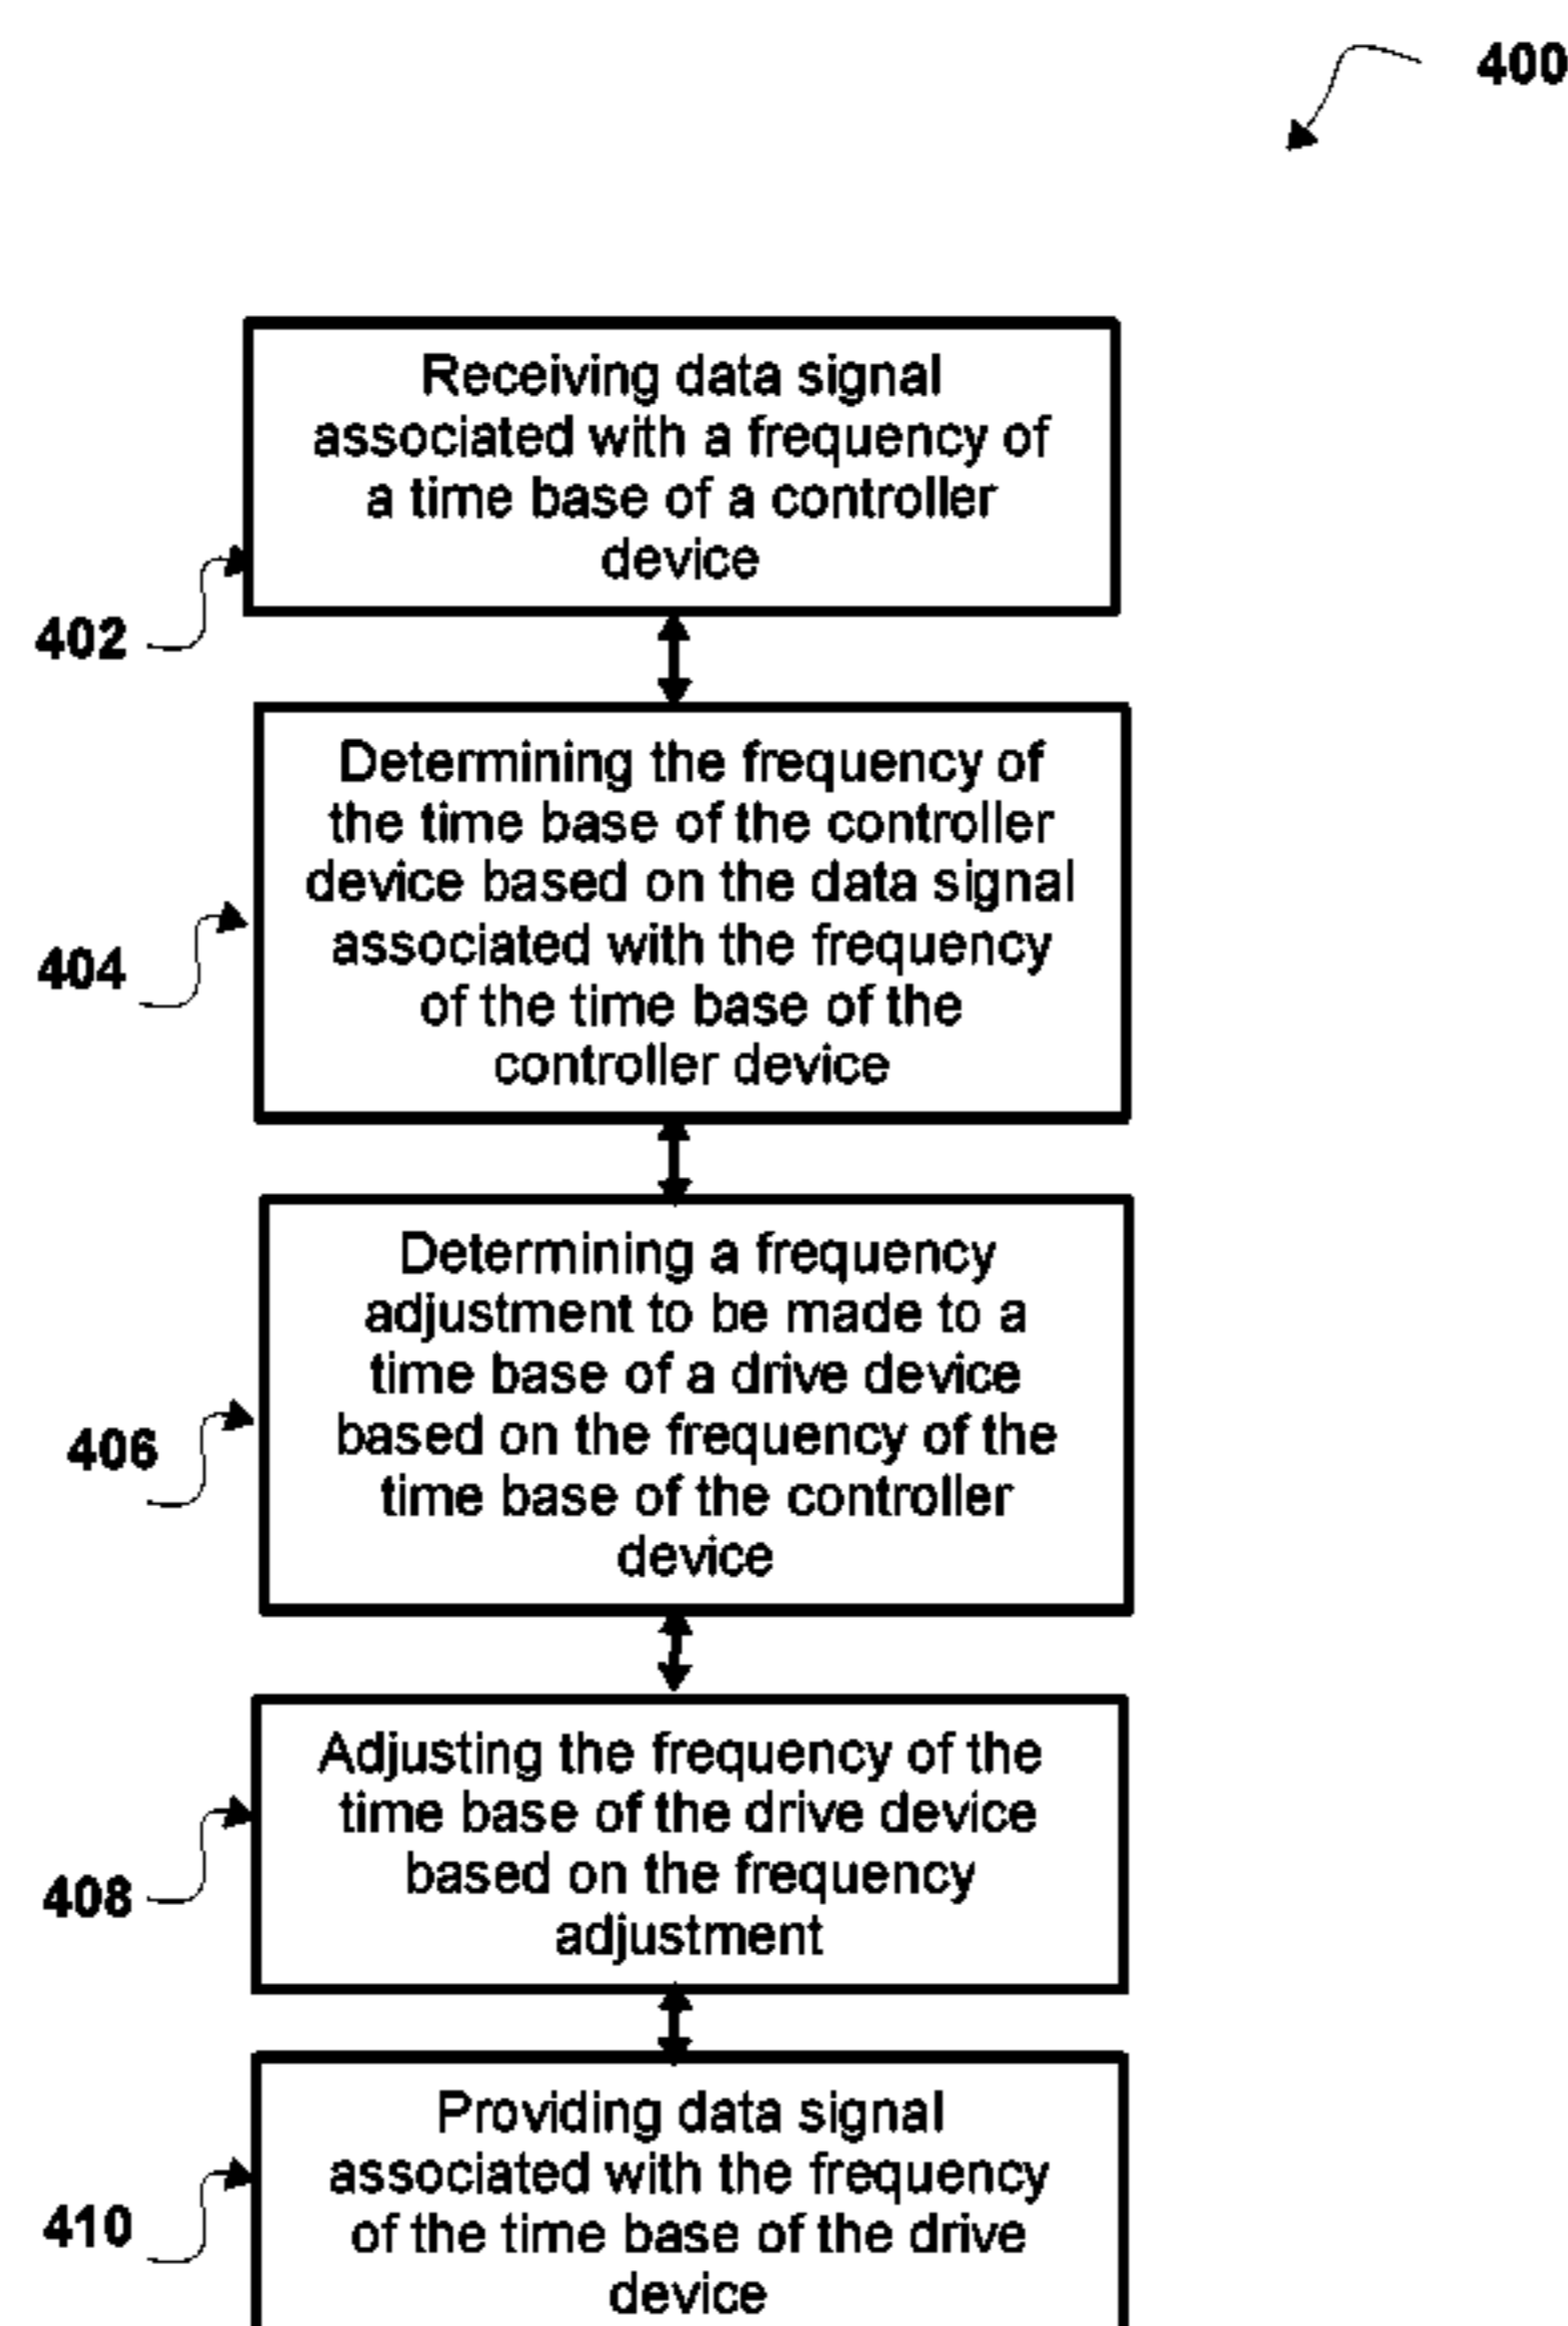 400
Receiving data signal
associated with a frequency of
a time base of a controller
device
402
Determining the frequency of
the time base of the controller
device based on the data signal
associated with the frequency
of the time base of the
controller device
404
Determining a frequency
adjustment to be made to a
time base of a drive device
based on the frequency of the
time base of the controller
device
406
Adjusting the frequency of the
time base of the drive device
based on the frequency
adjustment
408
Providing data signal
associated with the frequency
of the time base of the drive
device
410